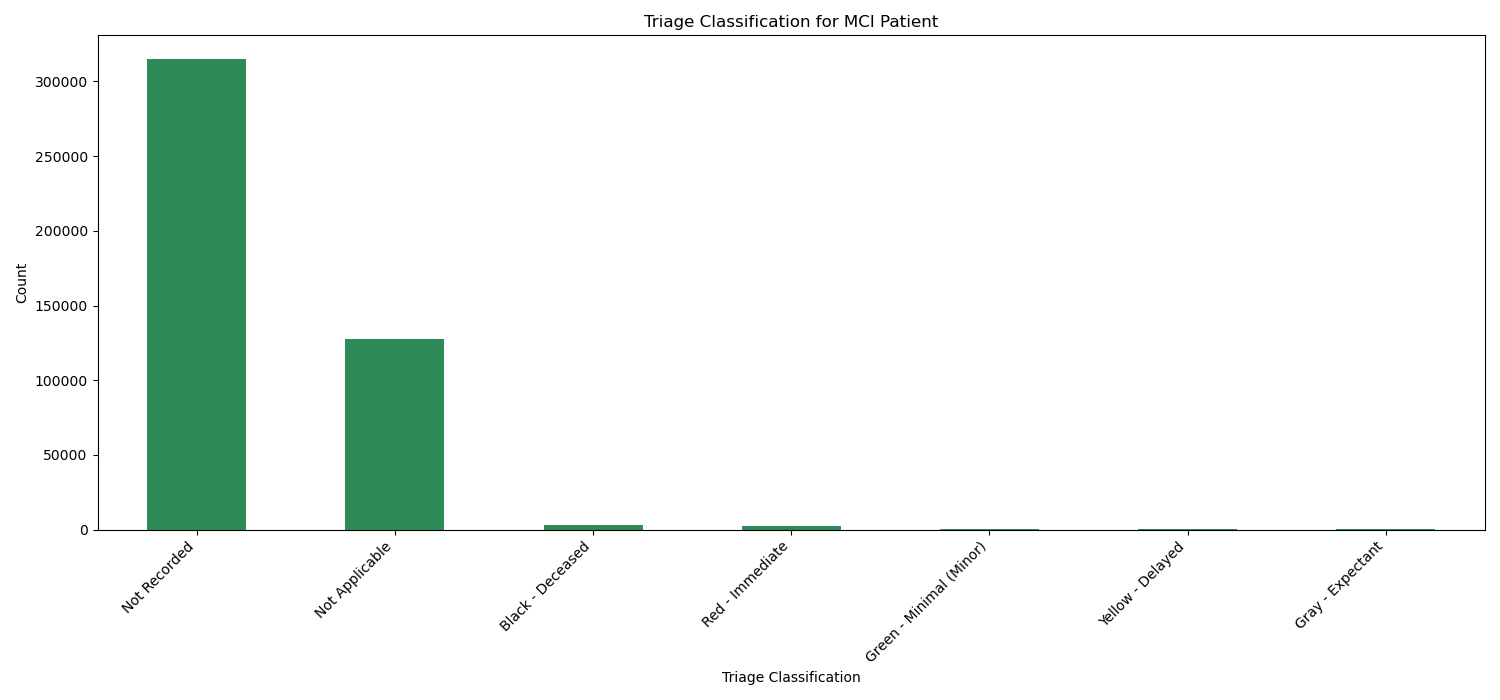 Triage Classification for MCI Patient
300000
250000
200000
150000
100000
50000
0
Count
Not Recorded
Not Applicable
Black - Deceased
Red - Immediate
Green - Minimal (Minor)
Yellow - Delayed
Gray - Expectant
Triage Classification